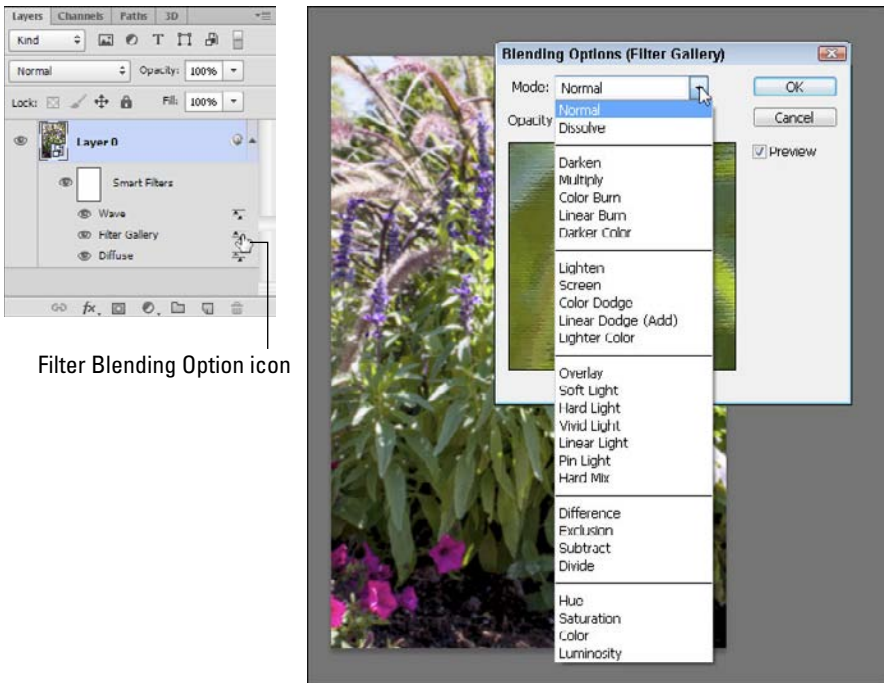 Layers Channels Paths 3D
Kind
Normal Opacity: 100%
Lock: Fill: 100%
Layer 0
Smart Filters
Wave
Filter Gallery
Diffuse
fx
Filter Blending Option icon
Blending Options (Filter Gallery)
Mode: Normal OK
Opacity Cancel
Preview
Normal
Dissolve
Darken
Multiply
Color Burn
Linear Burn
Darker Color
Lighten
Screen
Color Dodge
Linear Dodge (Add)
Lighter Color
Overlay
Soft Light
Hard Light
Vivid Light
Linear Light
Pin Light
Hard Mix
Difference
Exclusion
Subtract
Divide
Hue
Saturation
Color
Luminosity